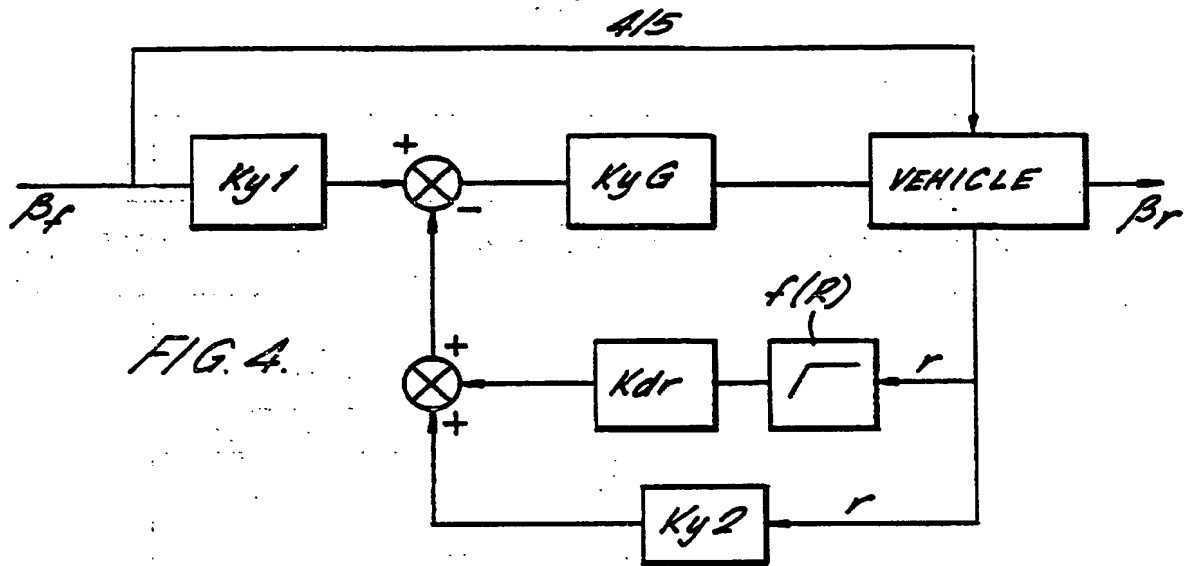 4/5
+
Ky1
KyG
VEHICLE
-
βf
βr
f(R)
FIG. 4.
+
Kdr
r
+
Ky2
r